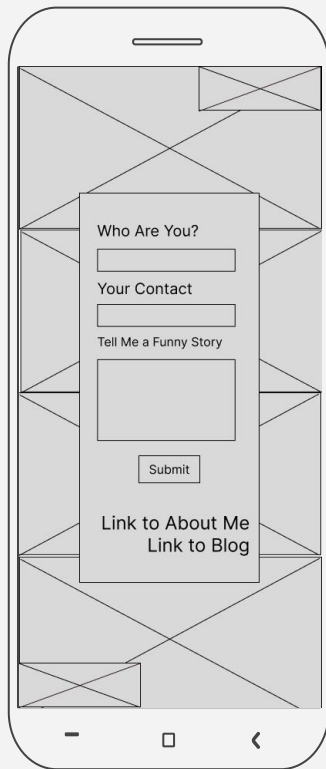 Who Are You?
Your Contact
Tell Me a Funny Story
Submit
Link to About Me
Link to Blog